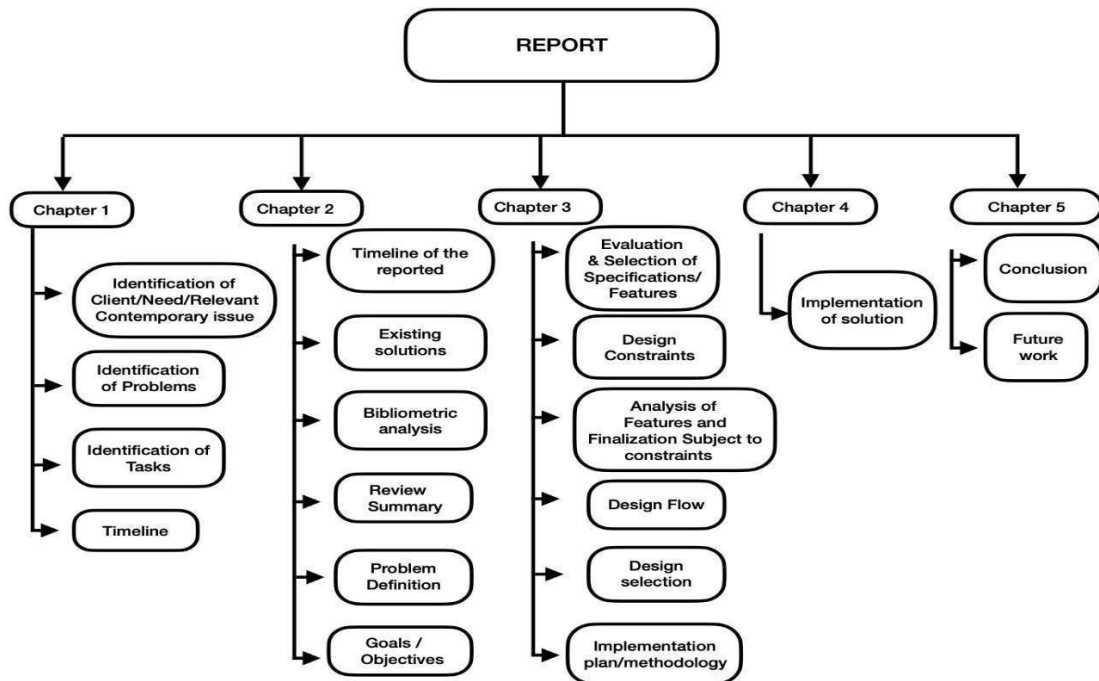 REPORT
Chapter 1
Identification of
Client/Need/Relevant
Contemporary issue
Identification
of Problems
Identification of
Tasks
Timeline
Chapter 2
Timeline of the
reported
Existing
solutions
Bibliometric
analysis
Review
Summary
Problem
Definition
Goals /
Objectives
Chapter 3
Evaluation
& Selection of
Specifications/
Features
Design
Constraints
Analysis of
Features and
Finalization Subject to
constraints
Design Flow
Design
selection
Implementation
plan/methodology
Chapter 4
Implementation
of solution
Chapter 5
Conclusion
Future
work